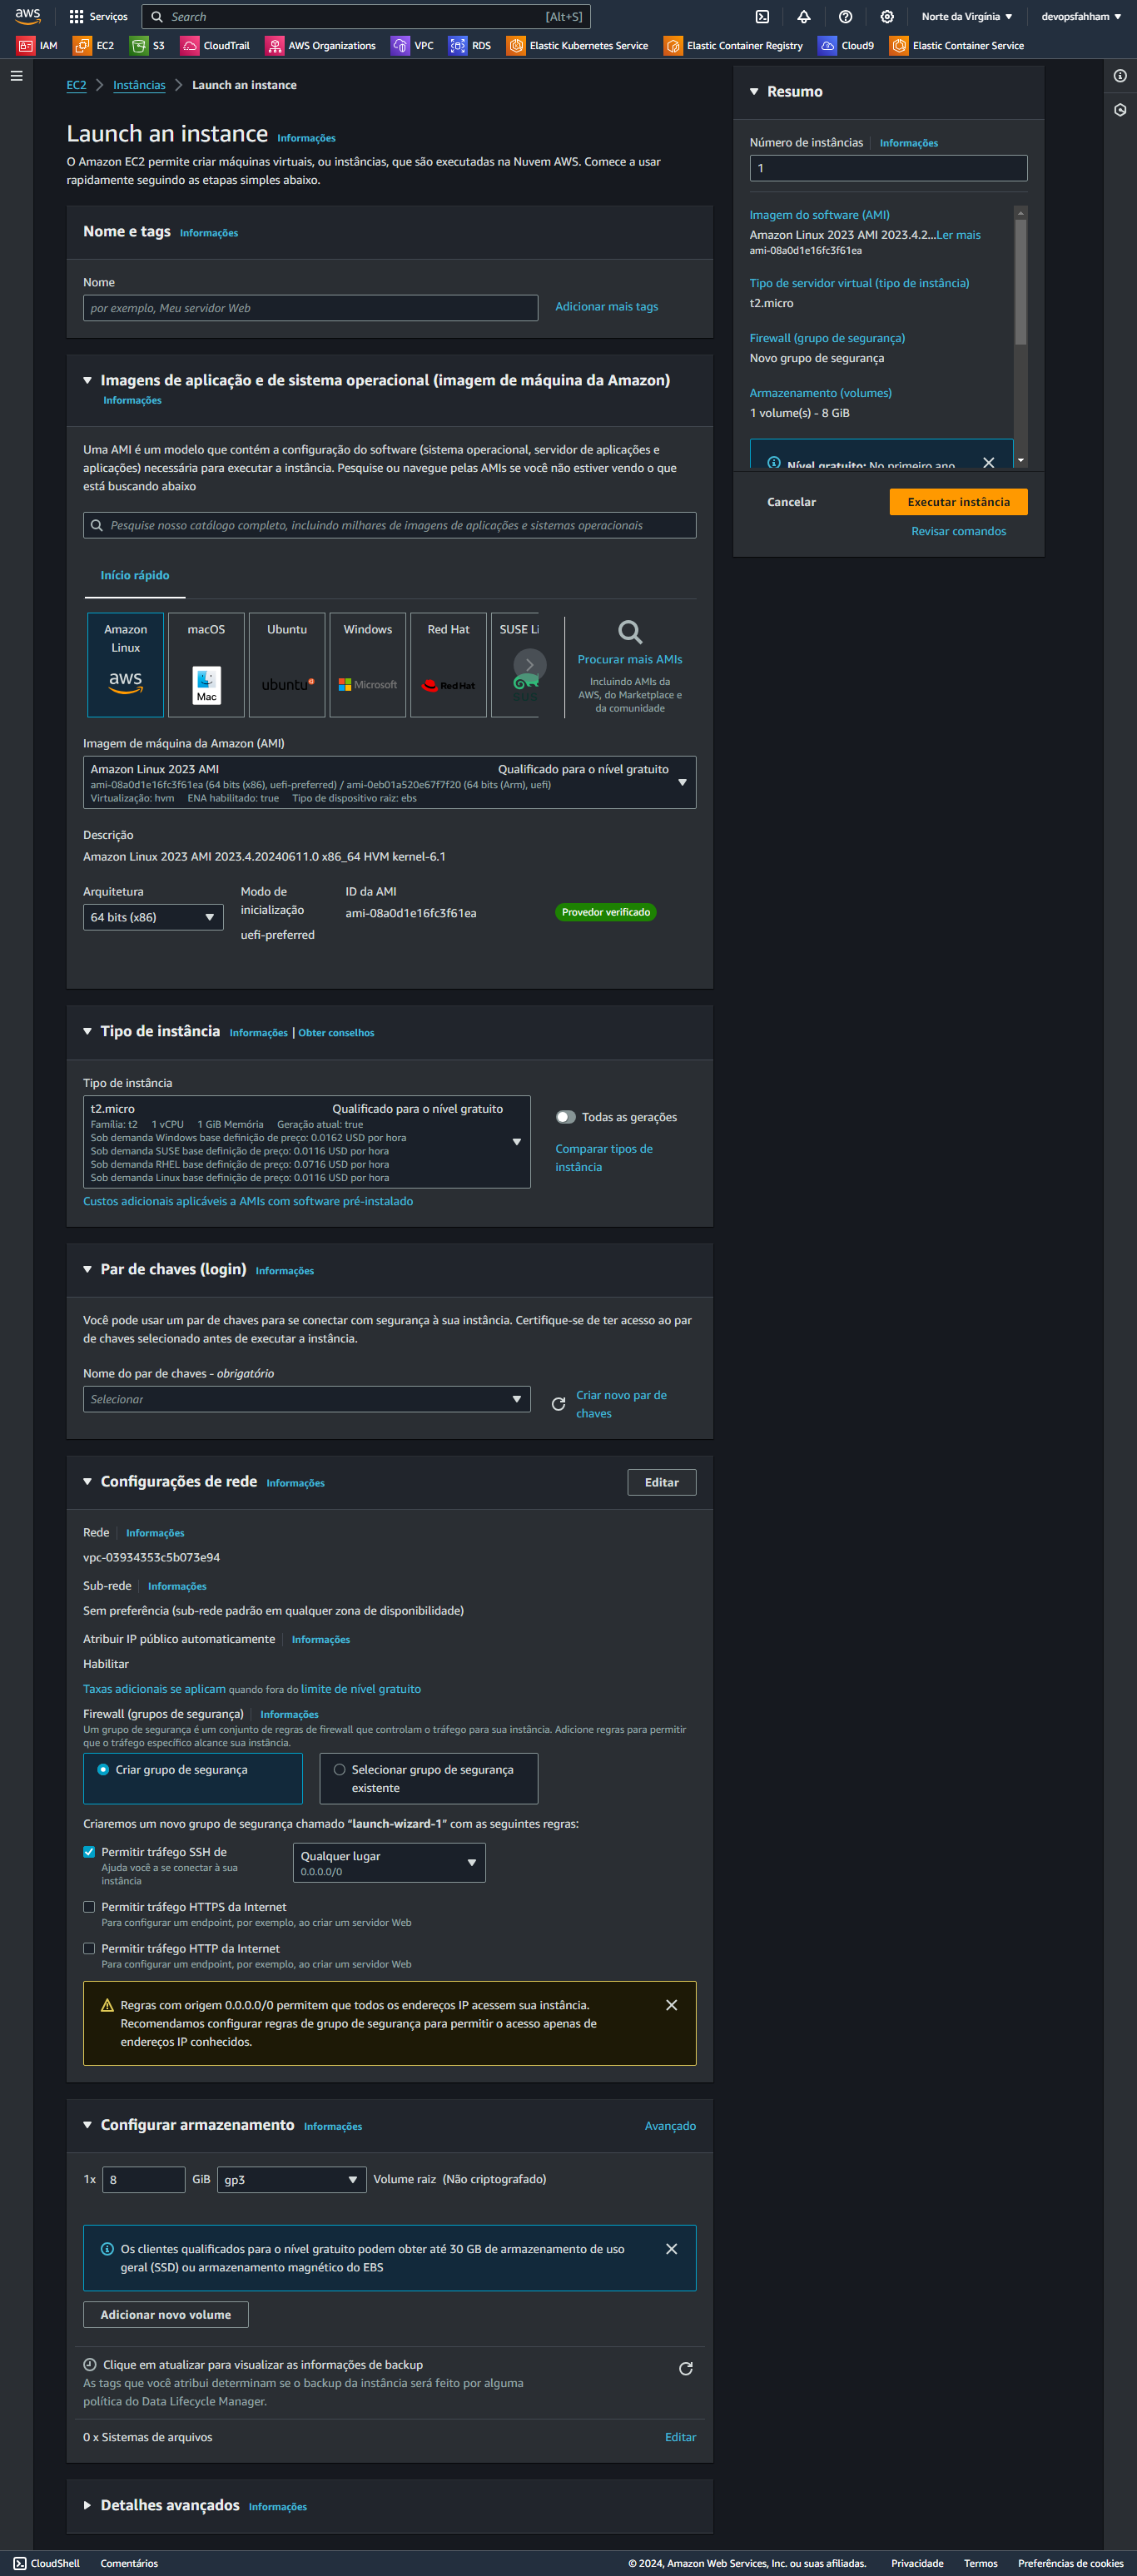 aws
Serviços
Search
[Alt+S]
Norte da Virgínia
devopsfahham
IAM
EC2
S3
CloudTrail
AWS Organizations
VPC
RDS
Elastic Kubernetes Service
Elastic Container Registry
Cloud9
Elastic Container Service
EC2
Instâncias
Launch an instance
Launch an instance Informações
O Amazon EC2 permite criar máquinas virtuais, ou instâncias, que são executadas na Nuvem AWS. Comece a usar
rapidamente seguindo as etapas simples abaixo.
Nome e tags Informações
Nome
por exemplo, Meu servidor Web
Adicionar mais tags
Imagens de aplicação e de sistema operacional (imagem de máquina da Amazon)
Informações
Uma AMI é um modelo que contém a configuração do software (sistema operacional, servidor de aplicações e
aplicações) necessária para executar a instância. Pesquise ou navegue pelas AMIs se você não estiver vendo o que
está buscando abaixo
Pesquise nosso catálogo completo, incluindo milhares de imagens de aplicações e sistemas operacionais
Início rápido
Amazon
Linux
aws
macOS
Mac
Ubuntu
ubuntu
Windows
Microsoft
Red Hat
Red Hat
SUSE Li
Procurar mais AMIs
Incluindo AMIs da
AWS, do Marketplace e
da comunidade
Imagem de máquina da Amazon (AMI)
Amazon Linux 2023 AMI
Qualificado para o nível gratuito
ami-08a0d1e16fc3f61ea (64 bits (x86), uefi-preferred) / ami-0eb01a520e67f7f20 (64 bits (Arm), uefi)
Virtualização: hvm ENA habilitado: true Tipo de dispositivo raiz: ebs
Descrição
Amazon Linux 2023 AMI 2023.4.20240611.0 x86_64 HVM kernel-6.1
Arquitetura
64 bits (x86)
Modo de
inicialização
uefi-preferred
ID da AMI
ami-08a0d1e16fc3f61ea
Provedor verificado
Tipo de instância Informações | Obter conselhos
Tipo de instância
t2.micro
Qualificado para o nível gratuito
Família: t2 1 vCPU 1 GiB Memória Geração atual: true
Sob demanda Windows base definição de preço: 0.0162 USD por hora
Sob demanda SUSE base definição de preço: 0.0116 USD por hora
Sob demanda RHEL base definição de preço: 0.0716 USD por hora
Sob demanda Linux base definição de preço: 0.0116 USD por hora
Todas as gerações
Comparar tipos de
instância
Custos adicionais aplicáveis a AMIs com software pré-instalado
Par de chaves (login) Informações
Você pode usar um par de chaves para se conectar com segurança à sua instância. Certifique-se de ter acesso ao par
de chaves selecionado antes de executar a instância.
Nome do par de chaves - obrigatório
Selecionar
Criar novo par de
chaves
Configurações de rede Informações
Editar
Rede Informações
vpc-03934353c5b073e94
Sub-rede Informações
Sem preferência (sub-rede padrão em qualquer zona de disponibilidade)
Atribuir IP público automaticamente Informações
Habilitar
Taxas adicionais se aplicam quando fora do limite de nível gratuito
Firewall (grupos de segurança) Informações
Um grupo de segurança é um conjunto de regras de firewall que controlam o tráfego para sua instância. Adicione regras para permitir
que o tráfego específico alcance sua instância.
Criar grupo de segurança
Selecionar grupo de segurança
existente
Criaremos um novo grupo de segurança chamado “launch-wizard-1” com as seguintes regras:
Permitir tráfego SSH de
Ajuda você a se conectar à sua
instância
Qualquer lugar
0.0.0.0/0
Permitir tráfego HTTPS da Internet
Para configurar um endpoint, por exemplo, ao criar um servidor Web
Permitir tráfego HTTP da Internet
Para configurar um endpoint, por exemplo, ao criar um servidor Web
Regras com origem 0.0.0.0/0 permitem que todos os endereços IP acessem sua instância.
Recomendamos configurar regras de grupo de segurança para permitir o acesso apenas de
endereços IP conhecidos.
Configurar armazenamento Informações
Avançado
1x
8
GiB
gp3
Volume raiz (Não criptografado)
Os clientes qualificados para o nível gratuito podem obter até 30 GB de armazenamento de uso
geral (SSD) ou armazenamento magnético do EBS
Adicionar novo volume
Clique em atualizar para visualizar as informações de backup
As tags que você atribui determinam se o backup da instância será feito por alguma
política do Data Lifecycle Manager.
0 x Sistemas de arquivos
Editar
Detalhes avançados Informações
Resumo
Número de instâncias Informações
1
Imagem do software (AMI)
Amazon Linux 2023 AMI 2023.4.2...Ler mais
ami-08a0d1e16fc3f61ea
Tipo de servidor virtual (tipo de instância)
t2.micro
Firewall (grupo de segurança)
Novo grupo de segurança
Armazenamento (volumes)
1 volume(s) - 8 GiB
Nível gratuito: No primeiro ano
Cancelar
Executar instância
Revisar comandos
CloudShell
Comentários
© 2024, Amazon Web Services, Inc. ou suas afiliadas.
Privacidade
Termos
Preferências de cookies